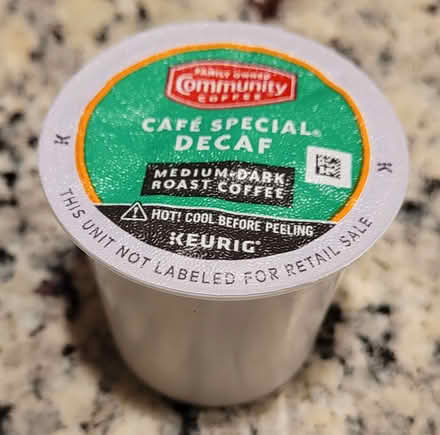 FAMILY OWNED
Community
COFFEE
CAFÉ SPECIAL®
DECAF
MEDIUM-DARK
ROAST COFFEE
HOT! COOL BEFORE PEELING
KEURIG®
THIS UNIT NOT LABELED FOR RETAIL SALE
K
K